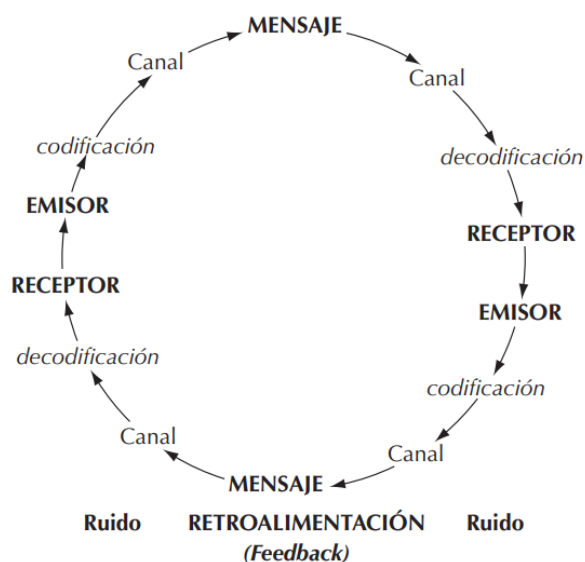 MENSAJE
Canal
Canal
codificación
decodificación
EMISOR
RECEPTOR
RECEPTOR
EMISOR
decodificación
codificación
Canal
Canal
MENSAJE
Ruido RETROALIMENTACIÓN Ruido
(Feedback)